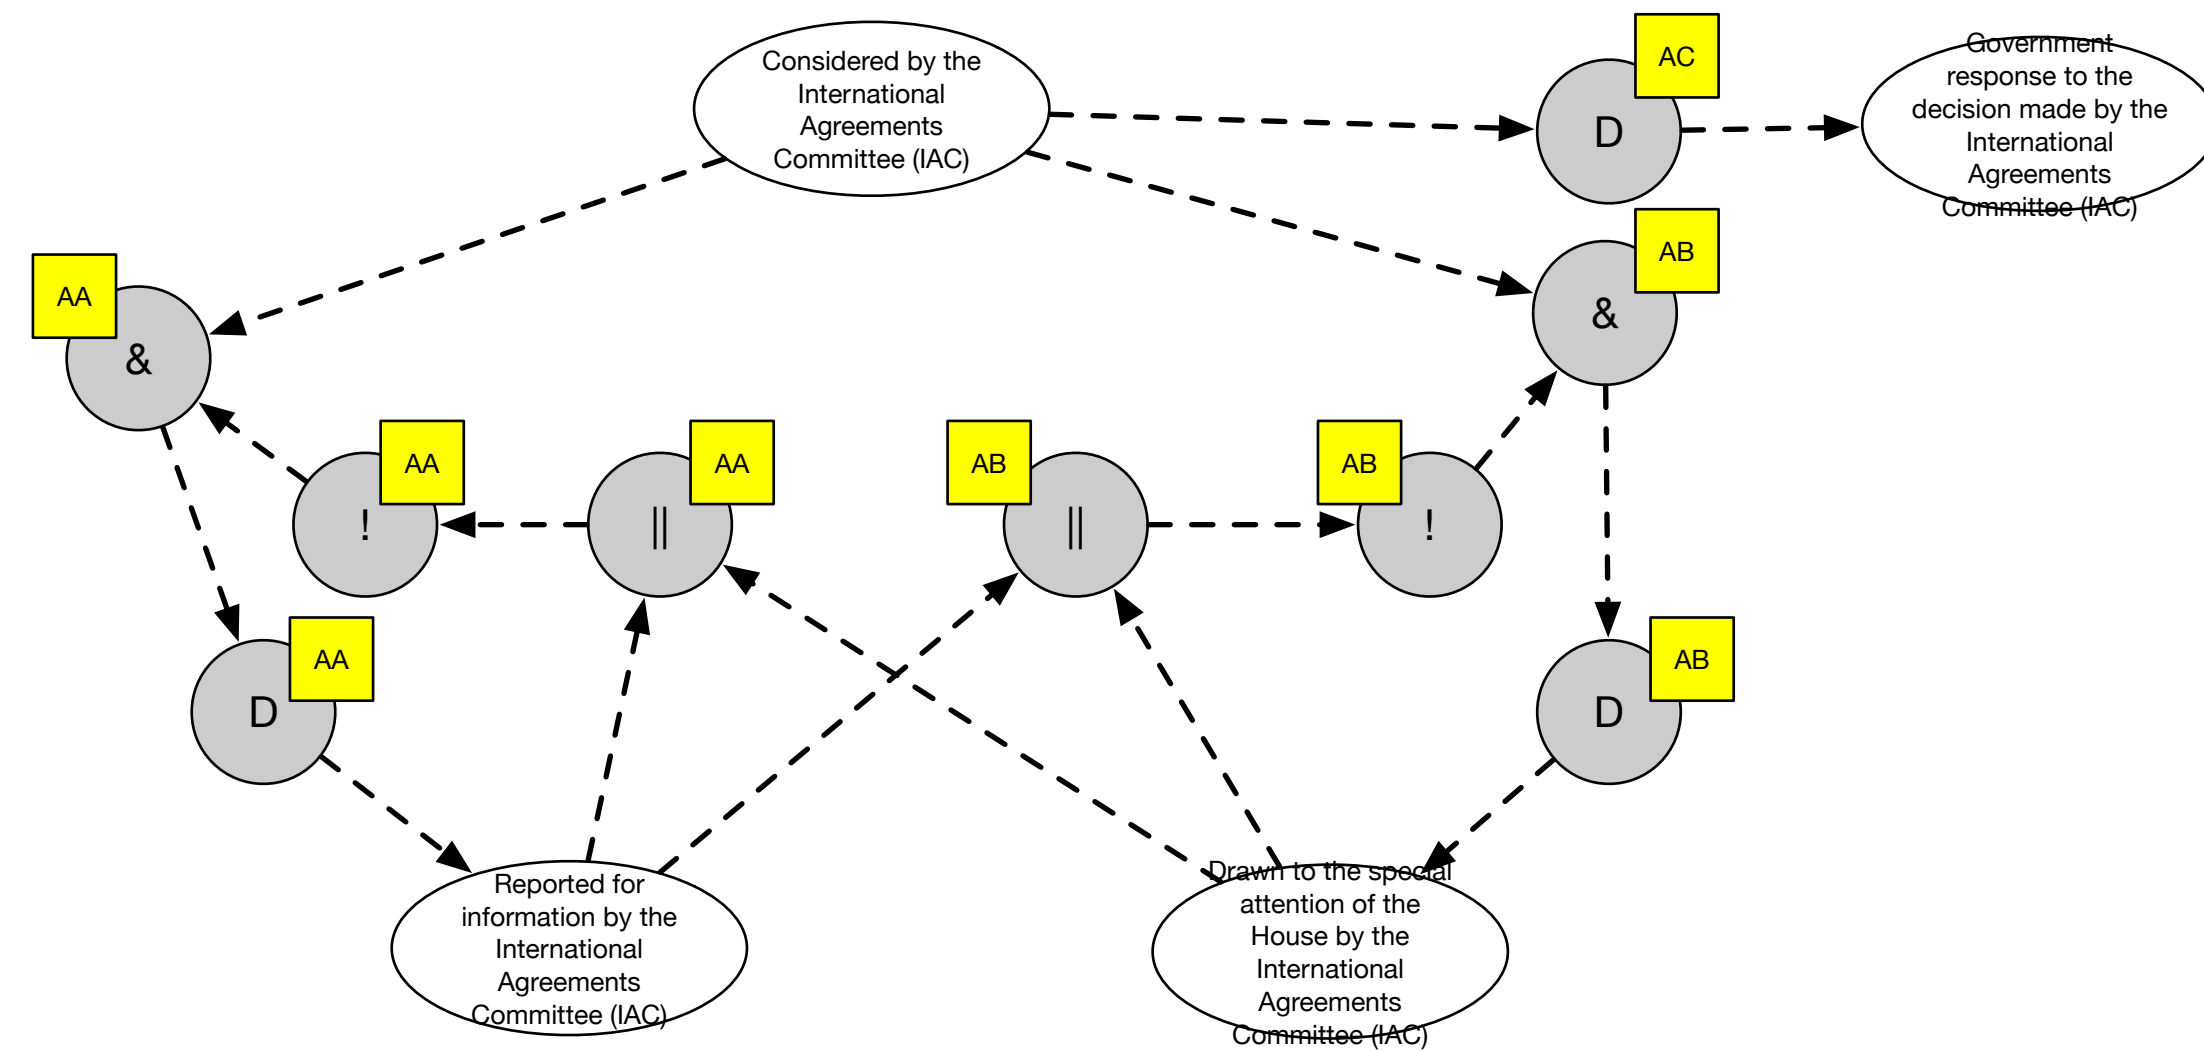 Considered by the
International
Agreements
Committee (IAC)
AC
D
Government
response to the
decision made by the
International
Agreements
Committee (IAC)
AB
&
AA
&
AA
!
AA
||
AB
||
AB
!
AA
D
AB
D
Reported for
information by the
International
Agreements
Committee (IAC)
Drawn to the special
attention of the
House by the
International
Agreements
Committee (IAC)